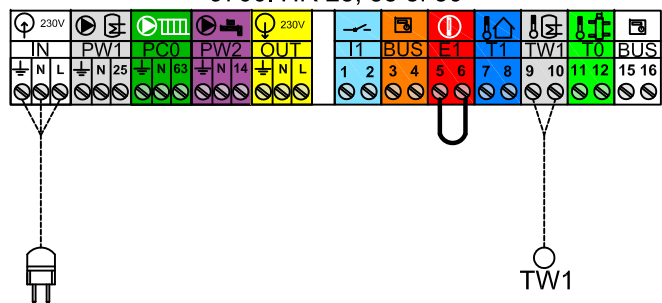 230V 230V
IN PW1 PC0 PW2 OUT I1 BUS E1 T1 TW1 T0 BUS
N L N 25 N 63 N 14 N L 1 2 3 4 5 6 7 8 9 10 11 12 15 16
TW1